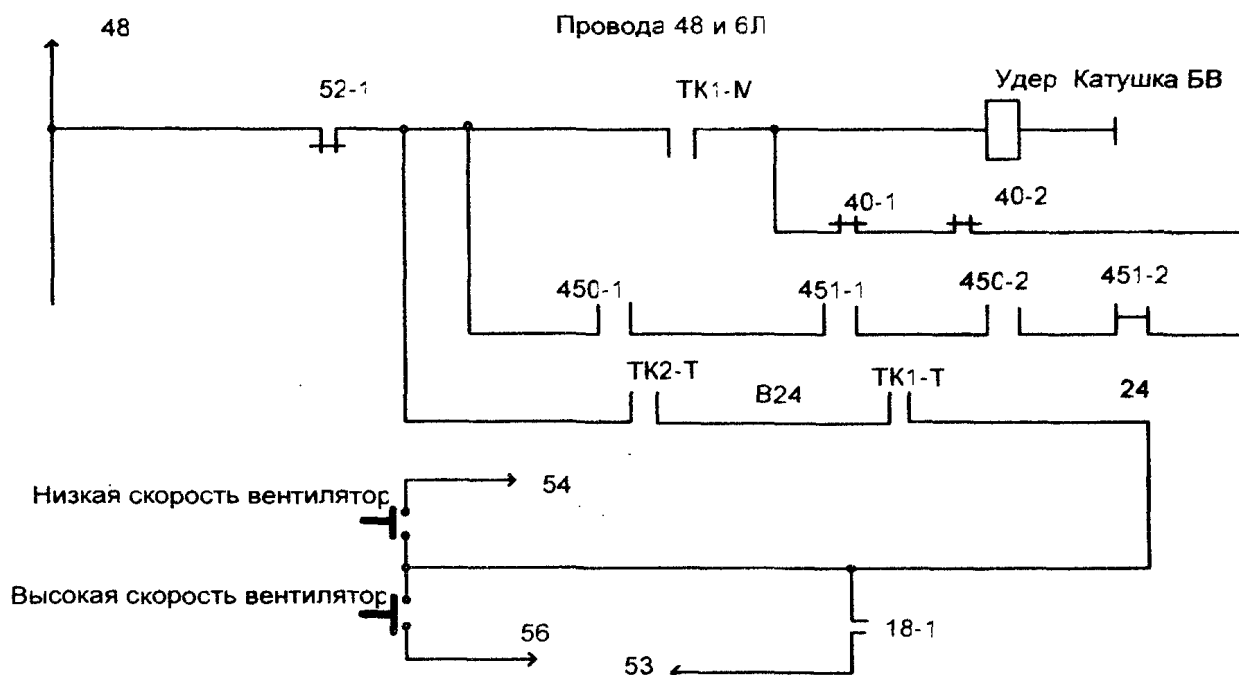 48
Провода 48 и 6Л
52-1
ТК1-М
Удер Катушка БВ
40-1
40-2
450-1
451-1
450-2
451-2
ТК2-Т
В24
ТК1-Т
24
Низкая скорость вентилятор
54
Высокая скорость вентилятор
56
53
18-1